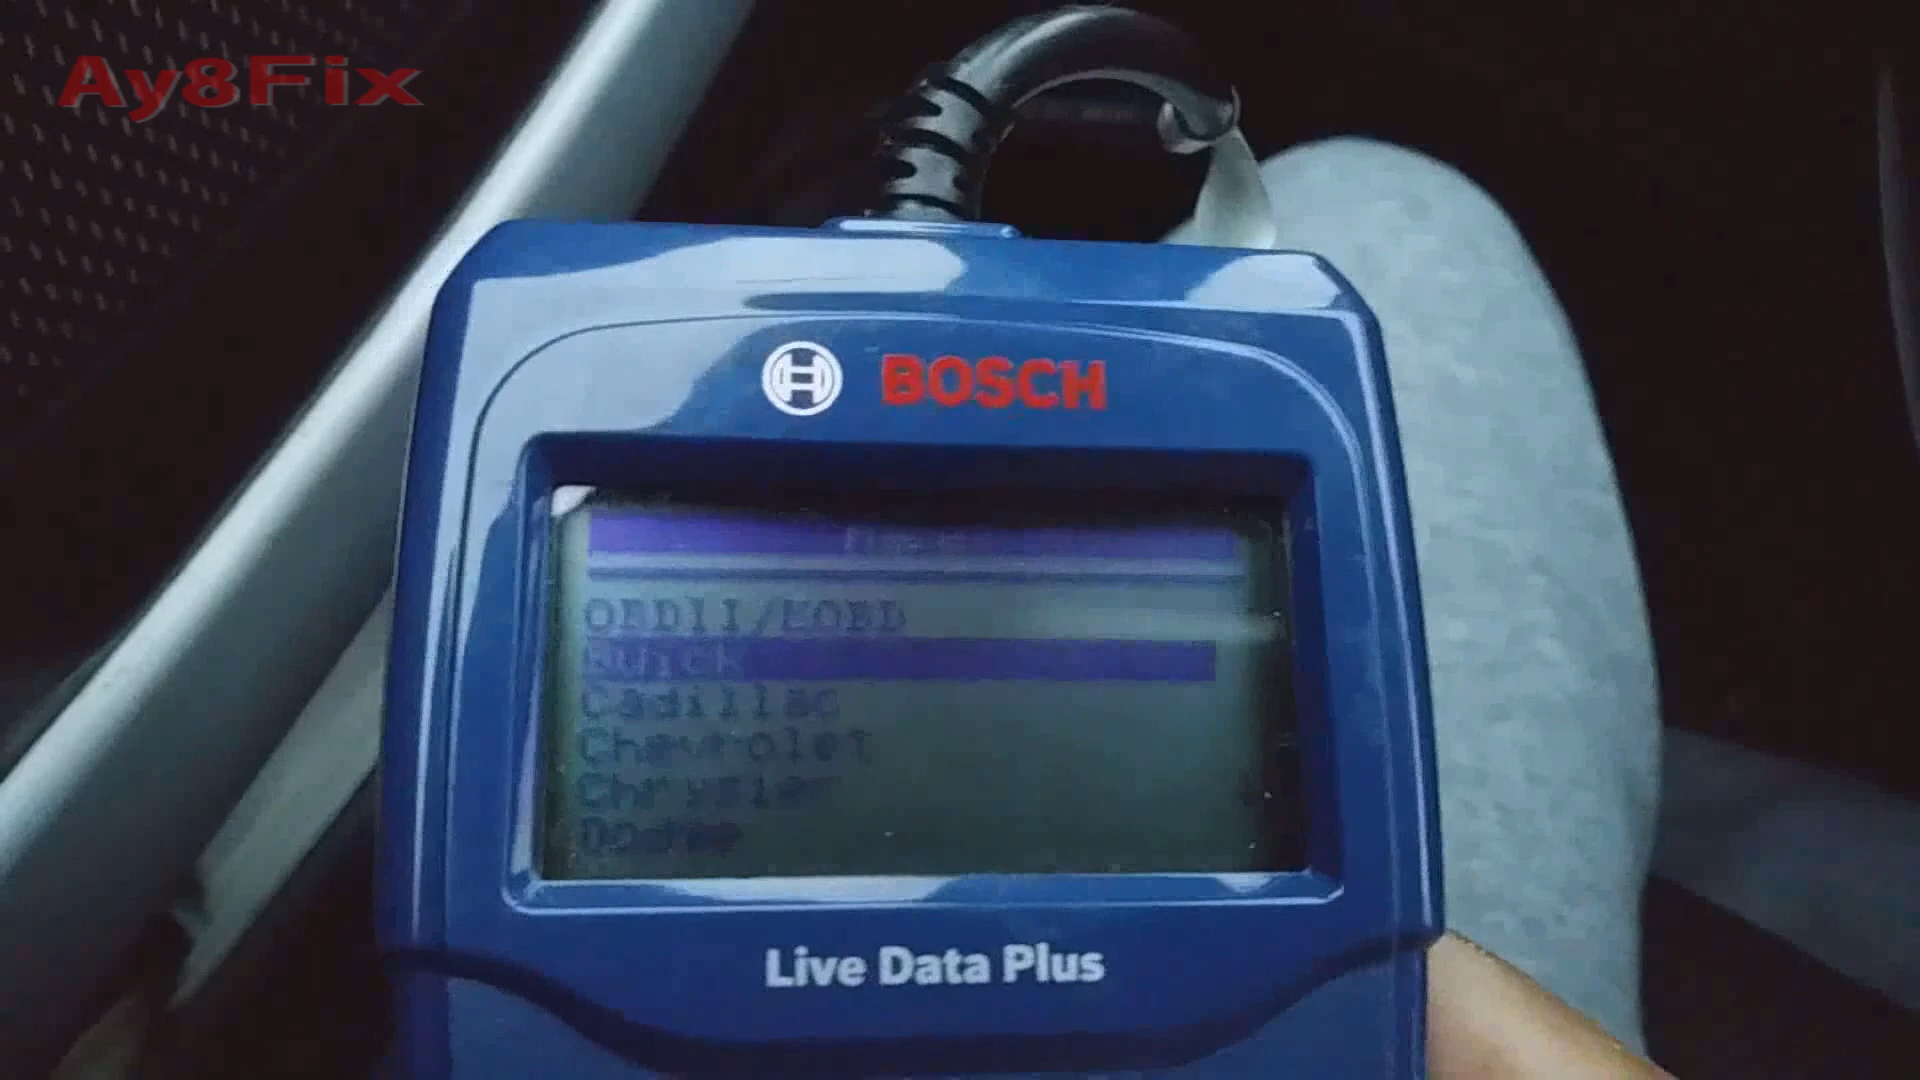 Ay8Fix
BOSCH
OBDII/EOBD
Buick
Cadillac
Chevrolet
Chrysler
Dodge
Live Data Plus